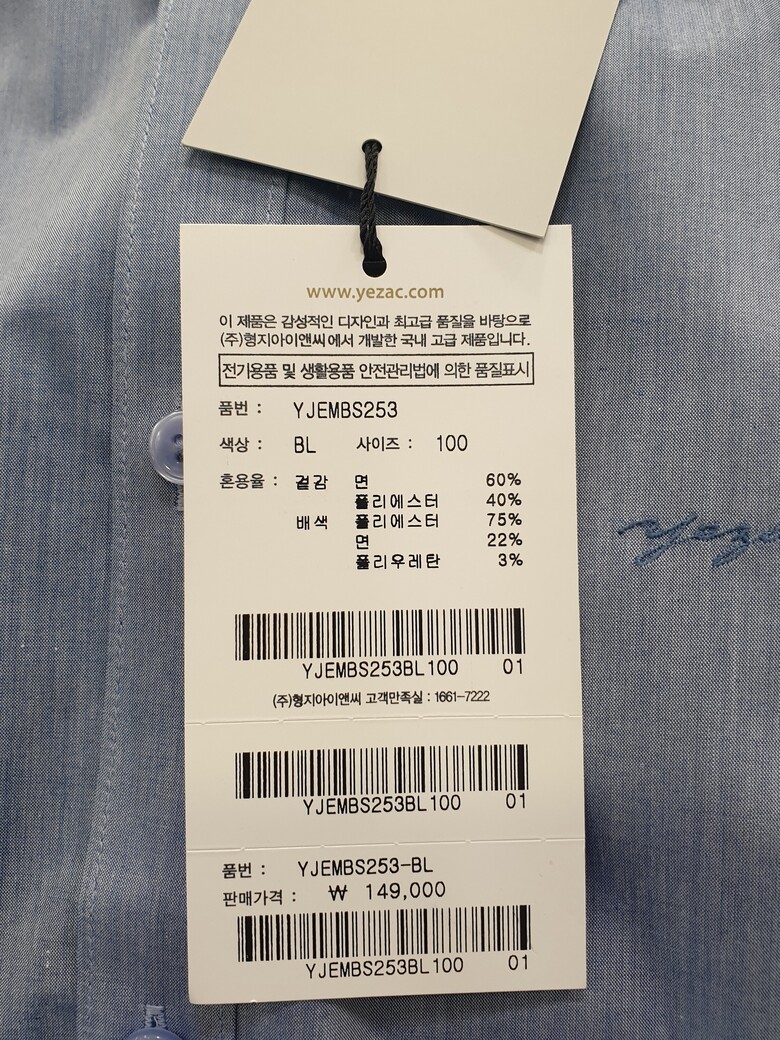 www.yezac.com
이 제품은 감성적인 디자인과 최고급 품질을 바탕으로
(주)형지아이앤씨에서 개발한 국내 고급 제품입니다.
전기용품 및 생활용품 안전관리법에 의한 품질표시
품번 : YJEMBS253
색상 : BL 사이즈 : 100
혼용율 : 겉감 면 60%
폴리에스터 40%
배색 폴리에스터 75%
면 22%
폴리우레탄 3%
YJEMBS253BL100 01
(주)형지아이앤씨 고객만족실 : 1661-7222
YJEMBS253BL100 01
품번 : YJEMBS253-BL
판매가격 : ₩ 149,000
YJEMBS253BL100 01